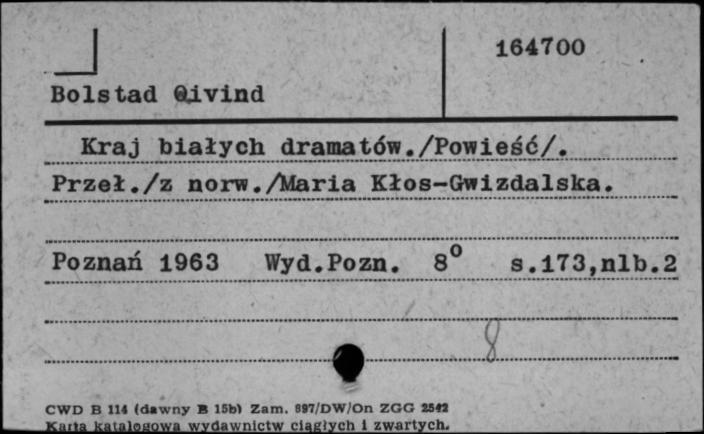 164700
Bolstad Øivind
Kraj białych dramatów./Powieść/.
Przeł./z norw./Maria Kłos-Gwizdalska.
Poznań 1963 Wyd.Pozn. 8° s.173,nlb.2
8
CWD B 114 (dawny B 15b) Zam. 897/DW/On ZGG 2542
Karta katalogowa wydawnictw ciągłych i zwartych.